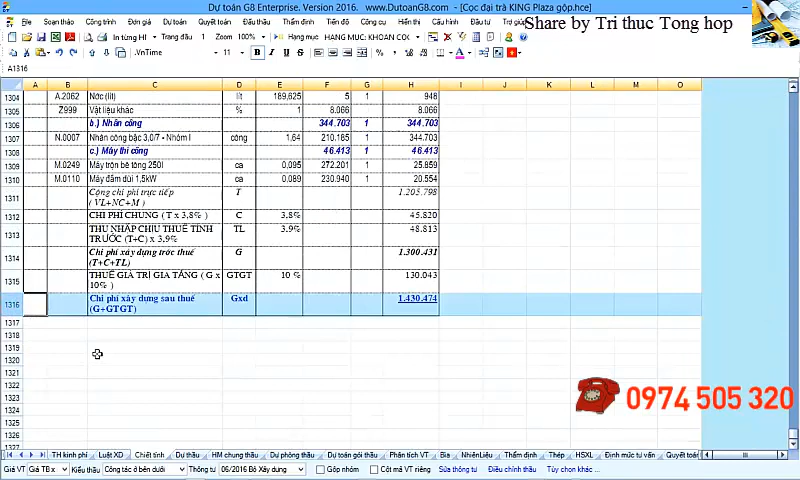 Dự toán G8 Enterprise. Version 2016. www.DutoanG8.com - [Cọc đại trà KING Plaza gộp.hce]
File Soạn thảo Công trình Đơn giá Dự toán Quyết toán Đấu thầu Thẩm định Tiến độ Công cụ Hiển thị Cấu hình Đầu tư Trợ giúp
Share by Tri thuc Tong hop
In từng HI Trang 1 Zoom 100% Hạng mục HẠNG MỤC: KHOAN CỌ
.VnTime 11 B I U
A1316
A B C D E F G H I J K L M N O
1304 A.2062 Nớc (lít) lít 189,625 5 1 948
1305 Z999 Vật liệu khác % 1 8.066 8.066
1306 b.) Nhân công 344.703 1 344.703
1307 N.0007 Nhân công bậc 3,0/7 - Nhóm I công 1,64 210.185 1 344.703
1308 c.) Máy thi công 46.413 1 46.413
1309 M.0249 Máy trộn bê tông 250l ca 0,095 272.201 1 25.859
1310 M.0110 Máy đầm dùi 1,5kW ca 0,089 230.940 1 20.554
1311 Cộng chi phí trực tiếp ( VL+NC+M ) T 1.205.798
1312 CHI PHÍ CHUNG ( T x 3,8% ) C 3.8% 45.820
1313 THU NHẬP CHỊU THUẾ TÍNH TRƯỚC (T+C) x 3.9% TL 3.9% 48.813
1314 Chi phí xây dựng trớc thuế (T+C+TL) G 1.300.431
1315 THUẾ GIÁ TRỊ GIA TĂNG ( G x 10% ) GTGT 10 % 130.043
1316 Chi phí xây dựng sau thuế (G+GTGT) Gxd 1.430.474
1317
1318
1319
1320
1321
1322
1323
1324
1325
1326
1327
0974 505 320
TH kinh phí Luật XD Chiết tính Dự thầu HM chung thầu Dự phòng thầu Dự toán gói thầu Phân tích VT Bìa NhiênLiệu Thẩm định Thép HSXL Định mức tư vấn Quyết toán
Giá VT Giá TB x Kiểu thầu Công tác ở bên dưới Thông tư 06/2016 Bộ Xây dựng Gộp nhóm Cột mã VT riêng Sửa thông tư Điều chỉnh thầu Tùy chọn khác ...